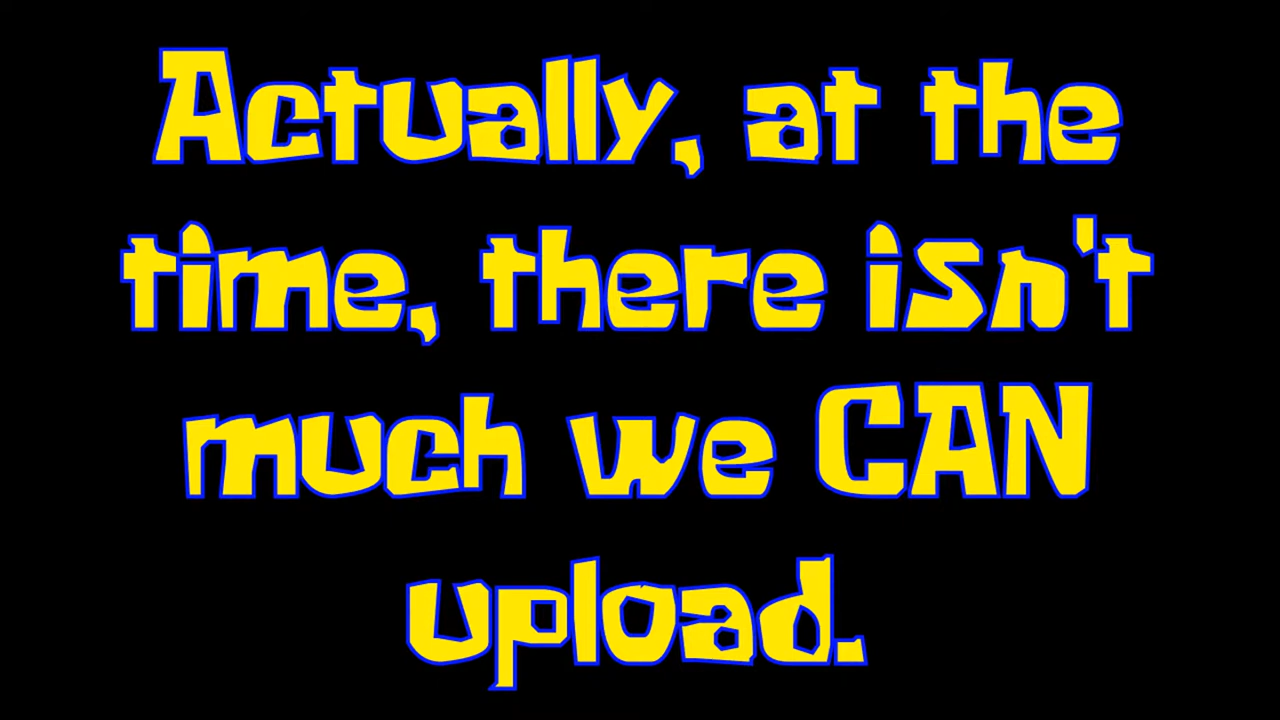 Actually, at the
time, there isn't
much we CAN
upload.